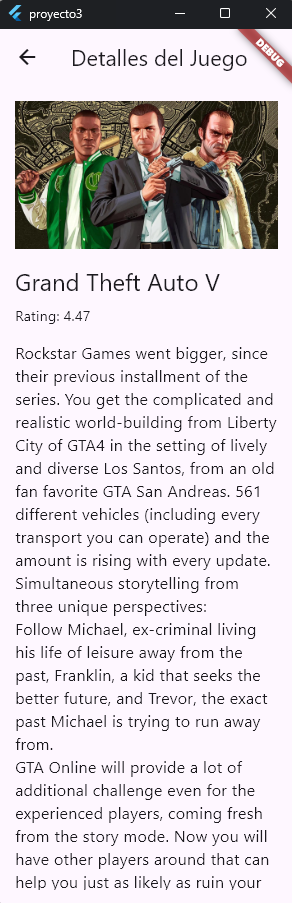 proyecto3
DEBUG
Detalles del Juego
Grand Theft Auto V
Rating: 4.47
Rockstar Games went bigger, since
their previous installment of the
series. You get the complicated and
realistic world-building from Liberty
City of GTA4 in the setting of lively
and diverse Los Santos, from an old
fan favorite GTA San Andreas. 561
different vehicles (including every
transport you can operate) and the
amount is rising with every update.
Simultaneous storytelling from
three unique perspectives:
Follow Michael, ex-criminal living
his life of leisure away from the
past, Franklin, a kid that seeks the
better future, and Trevor, the exact
past Michael is trying to run away
from.
GTA Online will provide a lot of
additional challenge even for the
experienced players, coming fresh
from the story mode. Now you will
have other players around that can
help you just as likely as ruin your